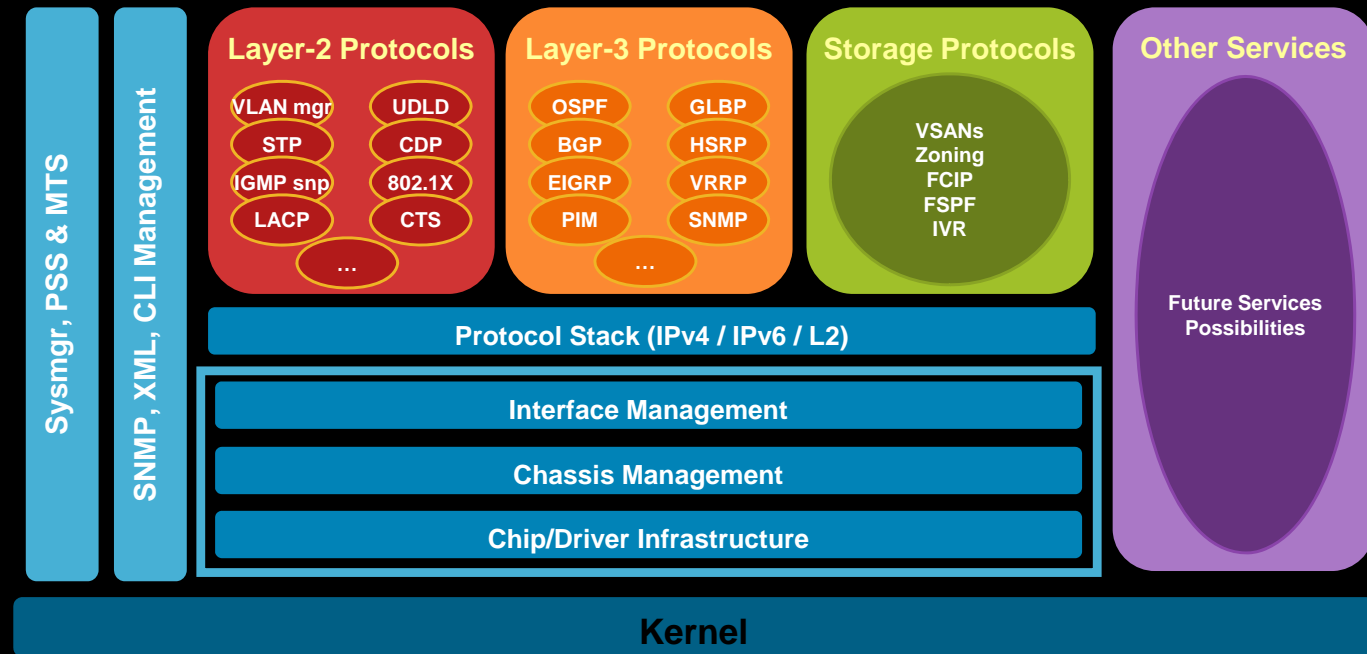 Sysmgr, PSS & MTS
SNMP, XML, CLI Management
Layer-2 Protocols
VLAN mgr
UDLD
STP
CDP
IGMP snp
802.1X
LACP
CTS
…
Layer-3 Protocols
OSPF
GLBP
BGP
HSRP
EIGRP
VRRP
PIM
SNMP
…
Storage Protocols
VSANs
Zoning
FCIP
FSPF
IVR
Other Services
Future Services
Possibilities
Protocol Stack (IPv4 / IPv6 / L2)
Interface Management
Chassis Management
Chip/Driver Infrastructure
Kernel